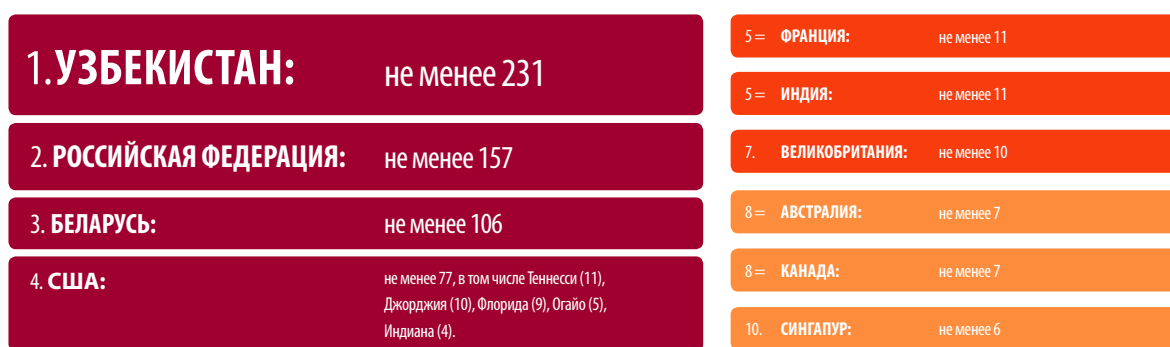 1. УЗБЕКИСТАН: не менее 231
2. РОССИЙСКАЯ ФЕДЕРАЦИЯ: не менее 157
3. БЕЛАРУСЬ: не менее 106
4. США: не менее 77, в том числе Теннесси (11),
Джорджия (10), Флорида (9), Огайо (5),
Индиана (4).
5 = ФРАНЦИЯ: не менее 11
5 = ИНДИЯ: не менее 11
7. ВЕЛИКОБРИТАНИЯ: не менее 10
8 = АВСТРАЛИЯ: не менее 7
8 = КАНАДА: не менее 7
10. СИНГАПУР: не менее 6